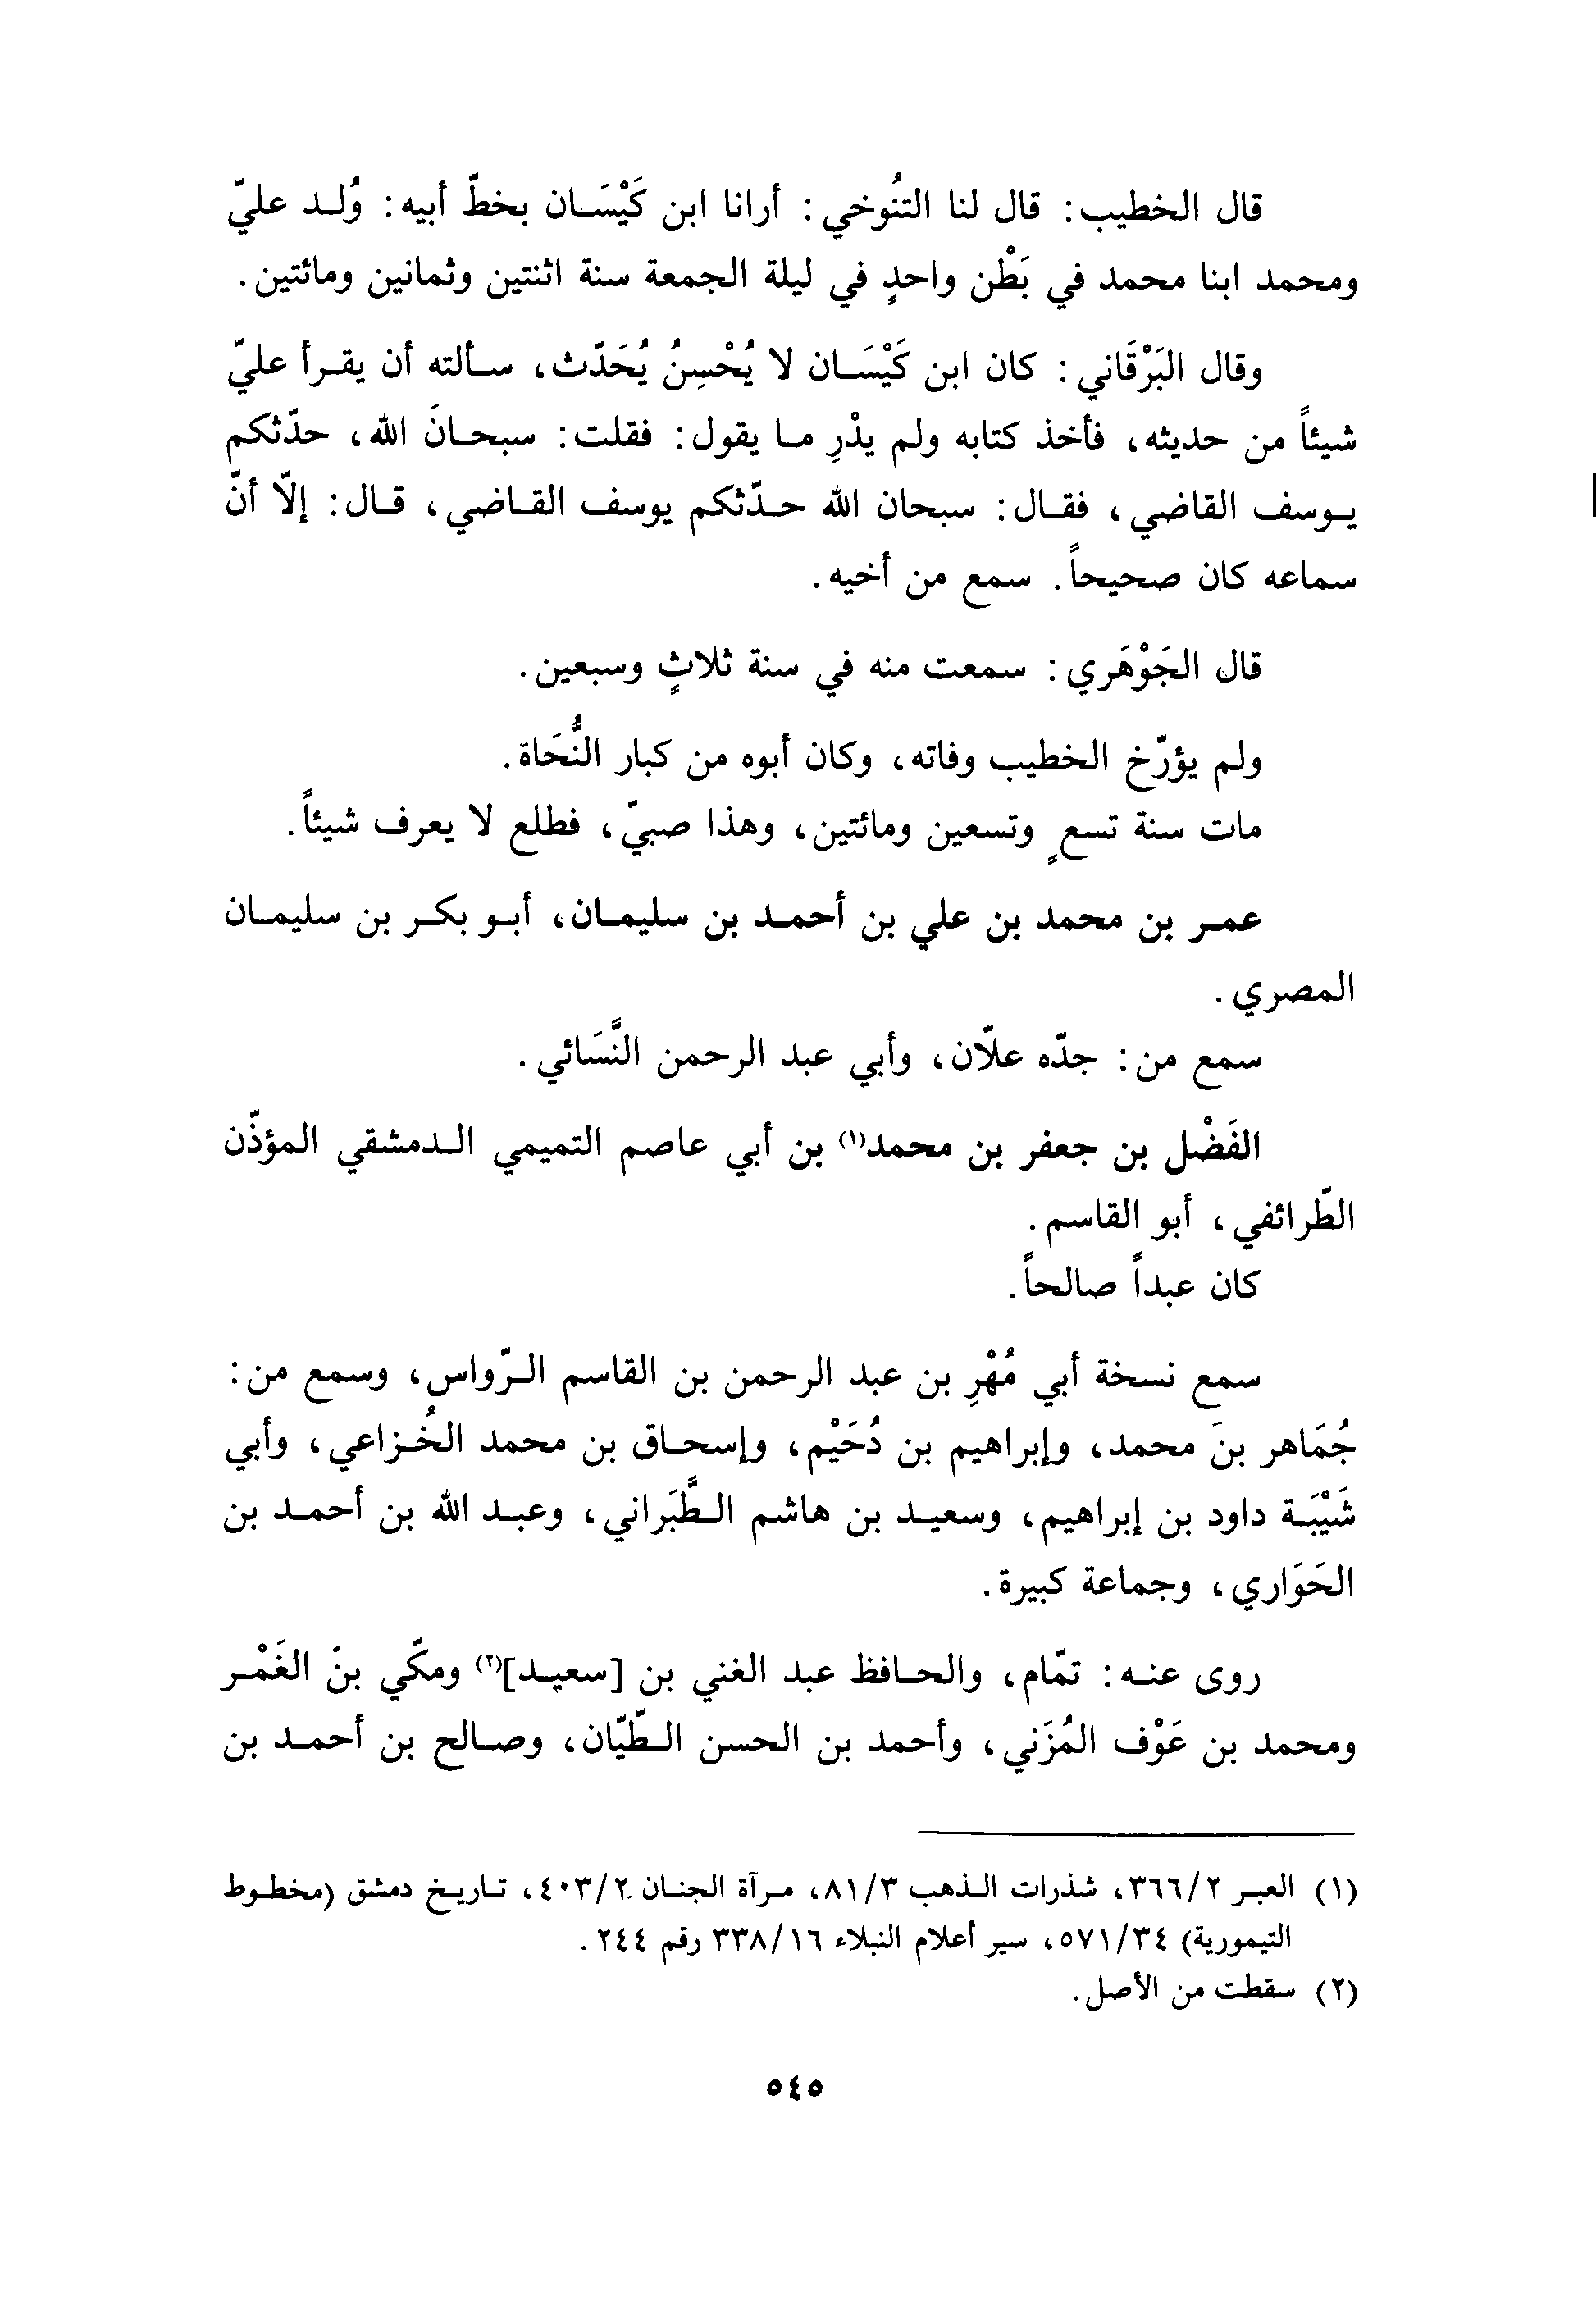 قال الخطيب: قال لنا التنُوخي: أرانا ابن كَيْسَان بخطّ أبيه: وُلد عليّ
ومحمد ابنا محمد في بَطْن واحدٍ في ليلة الجمعة سنة اثنتين وثمانين ومائتين.
وقال البَرْقَاني: كان ابن كَيْسَان لا يُحْسِنُ يُحَدّث، سألته أن يقرأ عليّ
شيئاً من حديثه، فأخذ كتابه ولم يذْرِ ما يقول: فقلت: سبحانَ الله، حدّثكم
يوسف القاضي، فقال: سبحان الله حدّثكم يوسف القاضي، قال: إلاّ أنّ
سماعه كان صحيحاً. سمع من أخيه.
قال الجَوْهَري: سمعت منه في سنة ثلاثٍ وسبعين.
ولم يؤرّخ الخطيب وفاته، وكان أبوه من كبار النُّحَاة.
مات سنة تسعٍ وتسعين ومائتين، وهذا صبيّ، فطلع لا يعرف شيئاً.
عمر بن محمد بن علي بن أحمد بن سليمان، أبو بكر بن سليمان
المصري.
سمع من: جدّه علاّن، وأبي عبد الرحمن النَّسَائي.
الفَضْل بن جعفر بن محمد(١) بن أبي عاصم التميمي الدمشقي المؤذّن
الطّرائفي، أبو القاسم.
كان عبداً صالحاً.
سمع نسخة أبي مُهْرِ بن عبد الرحمن بن القاسم الرّواس، وسمع من:
جُمَاهر بن محمد، وإبراهيم بن دُحَيْم، وإسحاق بن محمد الخُزاعي، وأبي
شَيْبَة داود بن إبراهيم، وسعيد بن هاشم الطَّبَراني، وعبد الله بن أحمد بن
الحَوَاري، وجماعة كبيرة.
روى عنه: تمّام، والحافظ عبد الغني بن [سعيد](٢) ومكّي بن الغَمْر
ومحمد بن عَوْف المُزَني، وأحمد بن الحسن الطّيّان، وصالح بن أحمد بن
(١) العبر ٣٦٦/٢، شذرات الذهب ٨١/٣، مرآة الجنان ٤٠٣/٢، تاريخ دمشق (مخطوط
التيمورية) ٥٧١/٣٤، سير أعلام النبلاء ٣٣٨/١٦ رقم ٢٤٤.
(٢) سقطت من الأصل.
٥٤٥